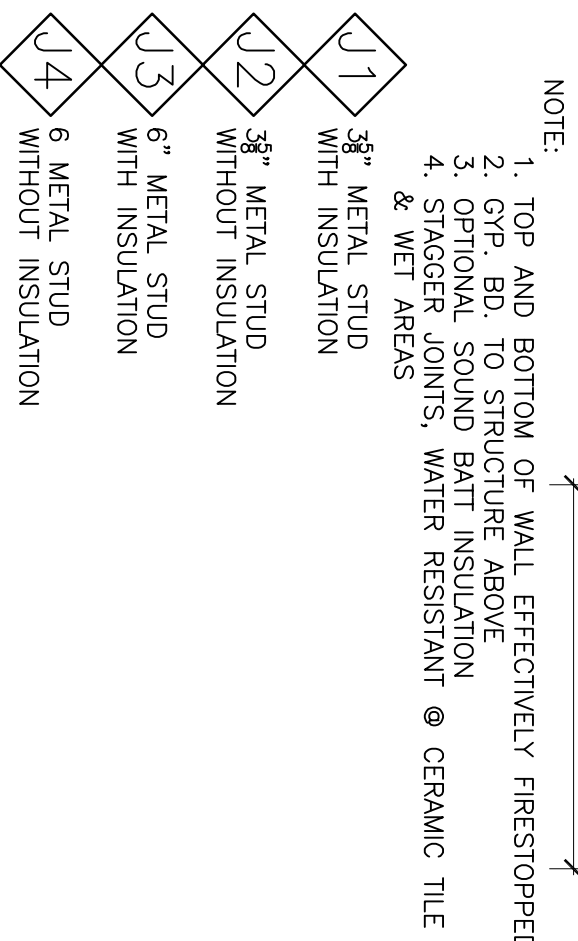 NOTE:
1. TOP AND BOTTOM OF WALL EFFECTIVELY FIRESTOPPED
2. GYP. BD. TO STRUCTURE ABOVE
3. OPTIONAL SOUND BATT INSULATION
4. STAGGER JOINTS, WATER RESISTANT @ CERAMIC TILE
& WET AREAS
J1
3⅝" METAL STUD
WITH INSULATION
J2
3⅝" METAL STUD
WITHOUT INSULATION
J3
6" METAL STUD
WITH INSULATION
J4
6 METAL STUD
WITHOUT INSULATION